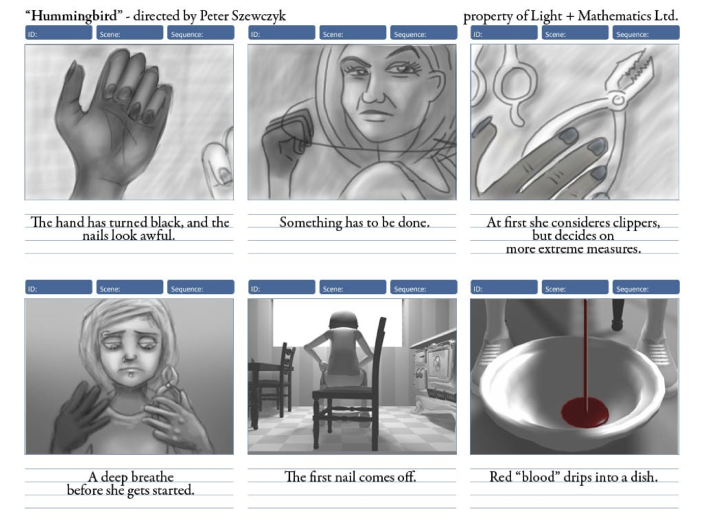 “Hummingbird” - directed by Peter Szewczyk
property of Light + Mathematics Ltd.
ID: Scene: Sequence:
ID: Scene: Sequence:
ID: Scene: Sequence:
The hand has turned black, and the
nails look awful.
Something has to be done.
At first she consideres clippers,
but decides on
more extreme measures.
ID: Scene: Sequence:
ID: Scene: Sequence:
ID: Scene: Sequence:
A deep breathe
before she gets started.
The first nail comes off.
Red “blood” drips into a dish.